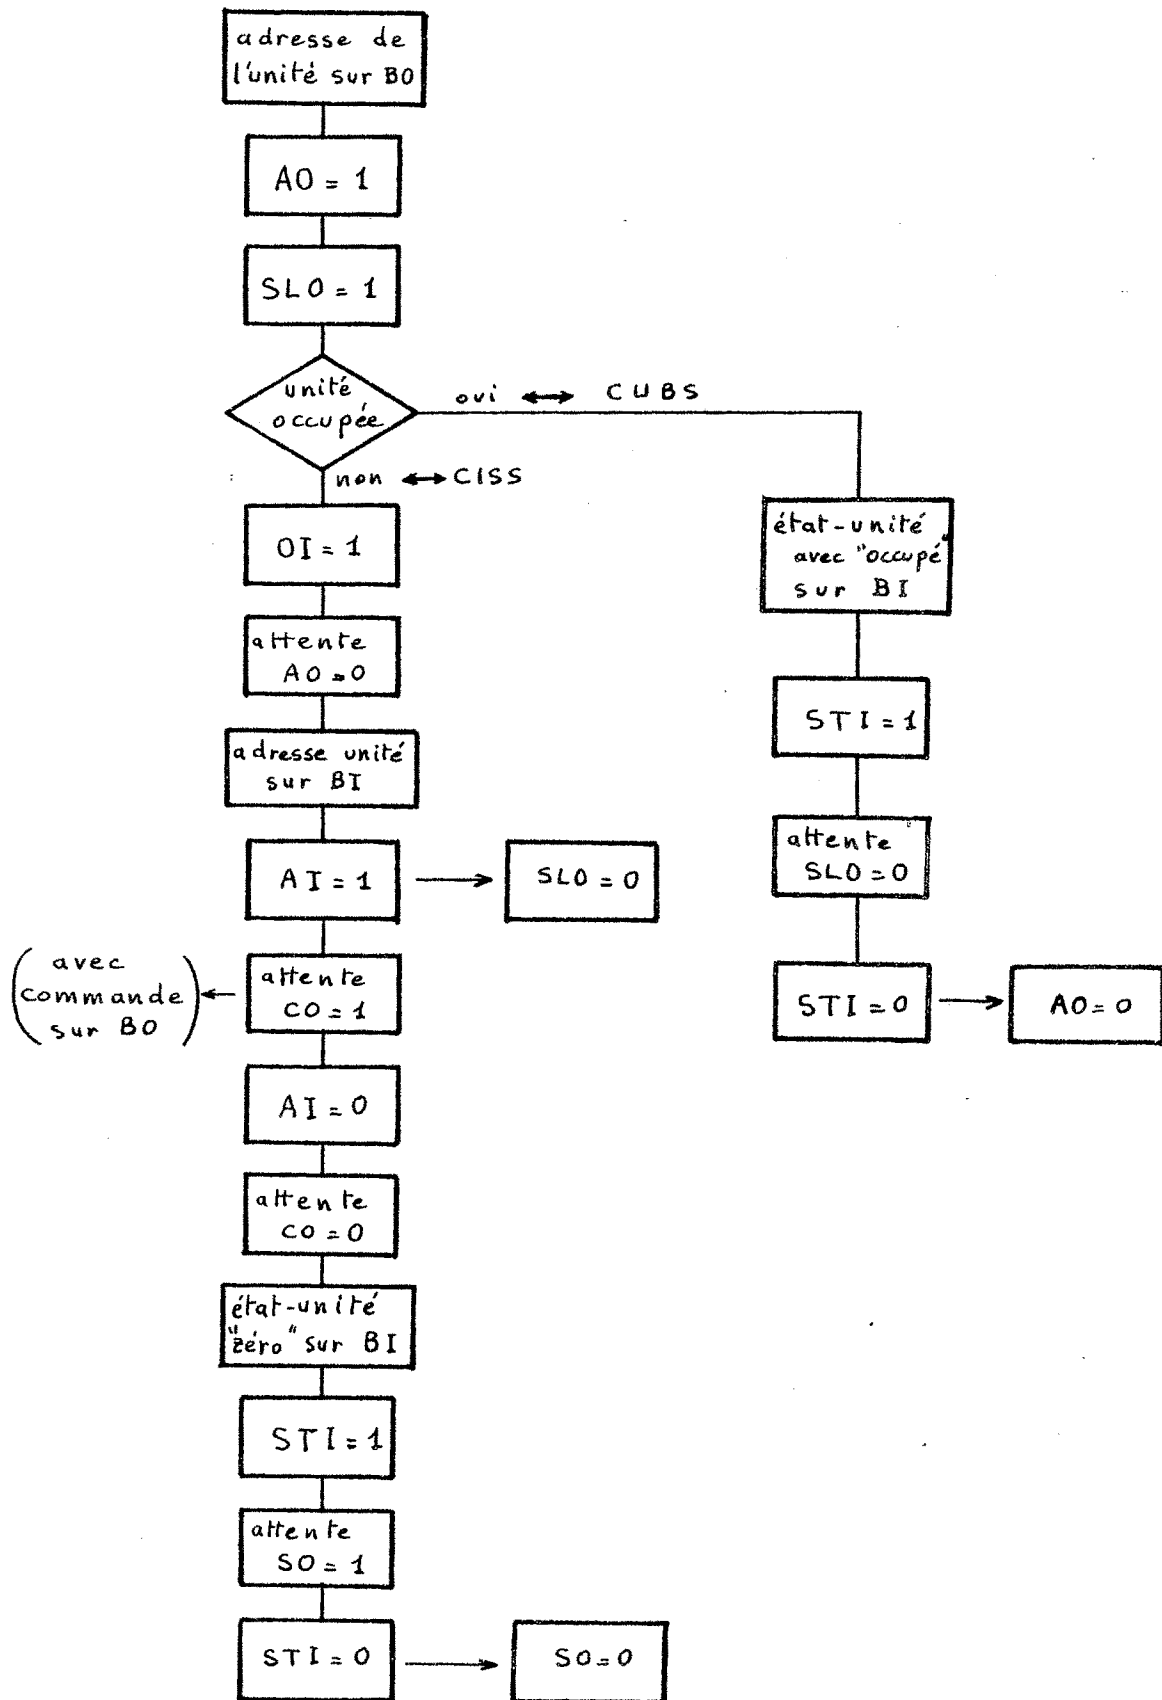 adresse de
l'unité sur BO
AO = 1
SLO = 1
unité
occupée
oui ↔ CUBS
non ↔ CISS
OI = 1
attente
AO = 0
adresse unité
sur BI
AI = 1
SLO = 0
(avec
commande
sur BO)
attente
CO = 1
AI = 0
attente
CO = 0
état-unité
"zéro" sur BI
STI = 1
attente
SO = 1
STI = 0
SO = 0
état-unité
avec "occupé"
sur BI
STI = 1
attente
SLO = 0
STI = 0
AO = 0